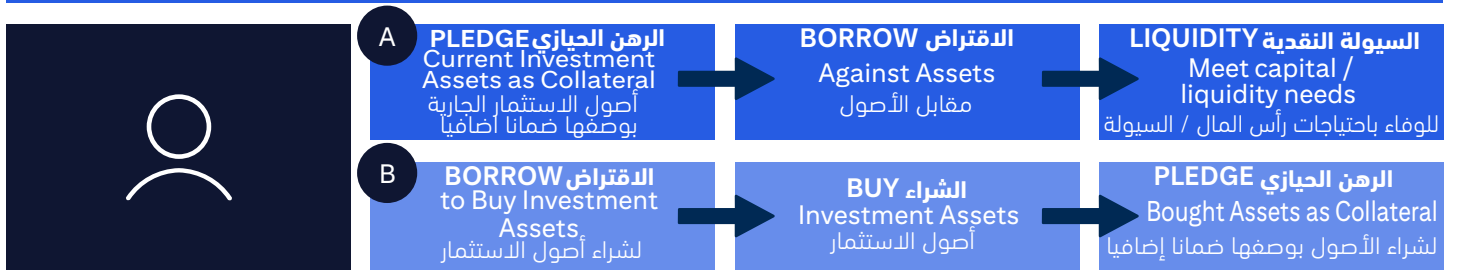 A
الرهن الحيازي PLEDGE
Current Investment
Assets as Collateral
أصول الاستثمار الجارية
بوصفها ضمانا اضافياً
الاقتراض BORROW
Against Assets
مقابل الأصول
السيولة النقدية LIQUIDITY
Meet capital /
liquidity needs
للوفاء باحتياجات رأس المال / السيولة
B
الاقتراض BORROW
to Buy Investment
Assets
لشراء أصول الاستثمار
الشراء BUY
Investment Assets
أصول الاستثمار
الرهن الحيازي PLEDGE
Bought Assets as Collateral
لشراء الأصول بوصفها ضمانا إضافيا